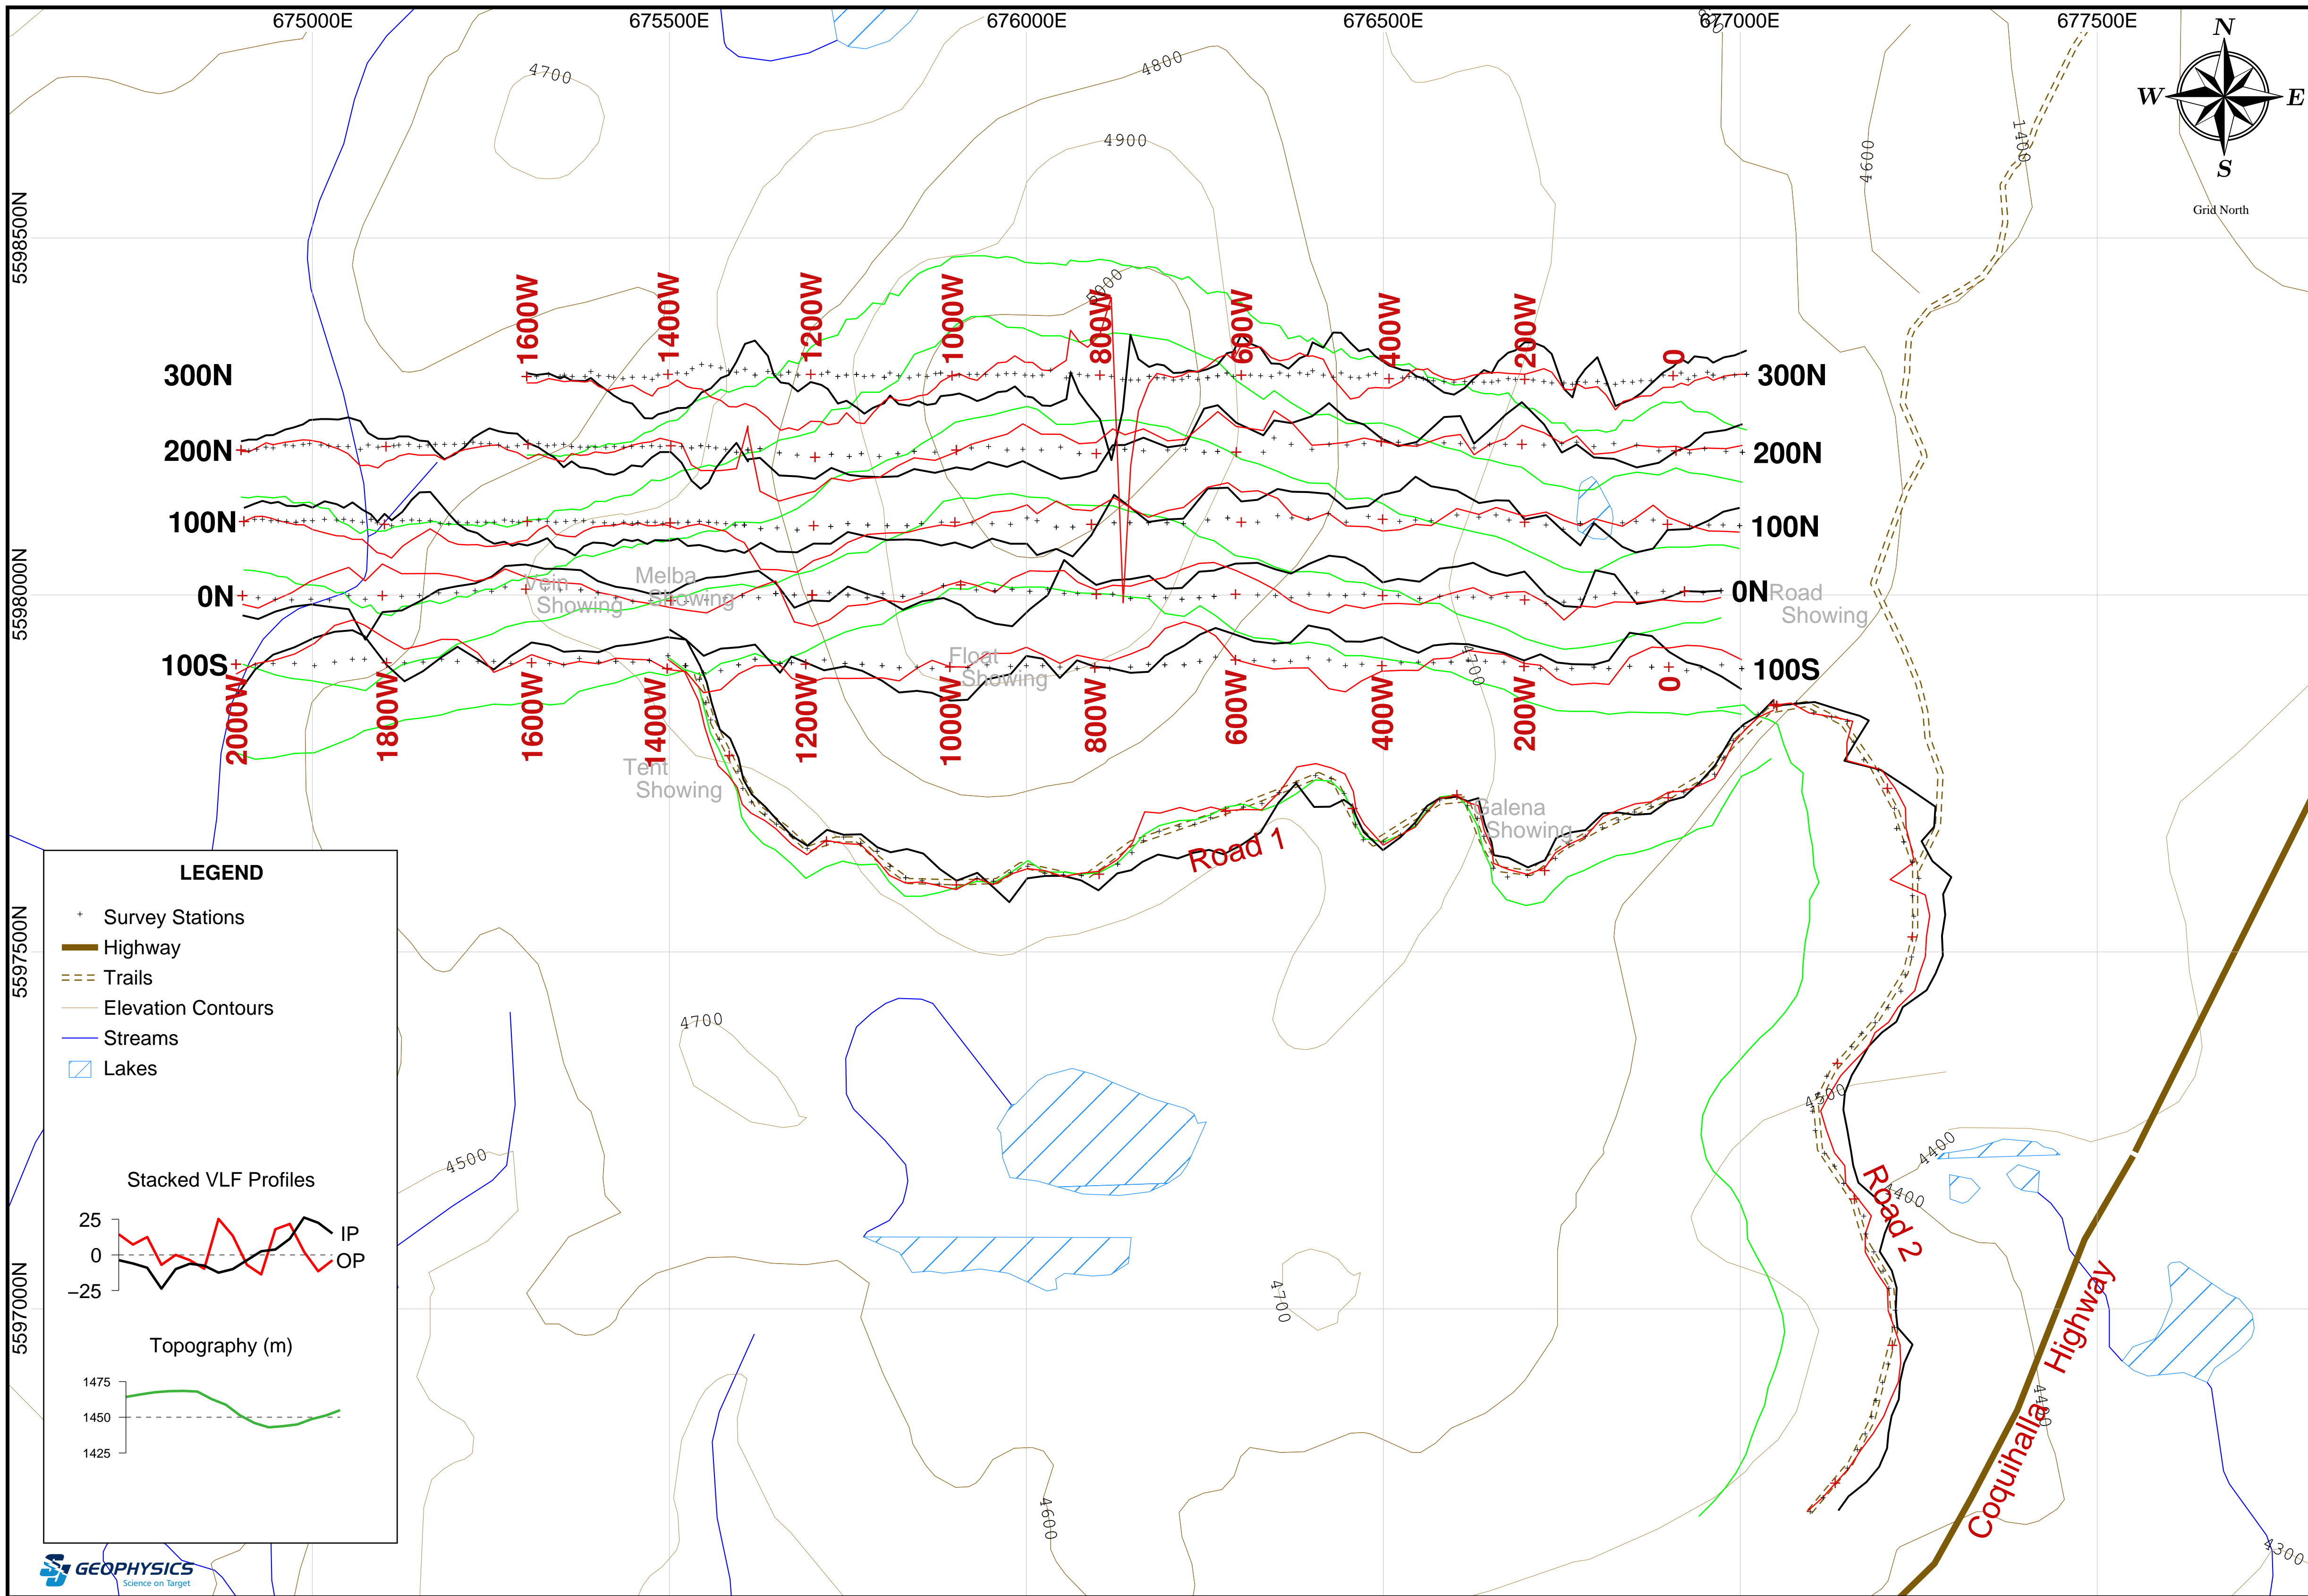 675000E
675500E
676000E
676500E
677000E
677500E
N
W
E
S
Grid North
4700
4800
4900
4600
1400
5000
5598500N
1600W
1400W
1200W
1000W
800W
600W
400W
200W
0
300N
300N
200N
200N
100N
100N
5598000N
0N
0N
Vein
Showing
Melba
Showing
Road
Showing
100S
100S
Float
Showing
4700
2000W
1800W
1600W
1400W
1200W
1000W
800W
600W
400W
200W
0
Tent
Showing
Galena
Showing
Road 1
5597500N
LEGEND
Survey Stations
Highway
Trails
Elevation Contours
Streams
Lakes
4700
4500
4500
4400
4400
Road 2
Stacked VLF Profiles
25
0
−25
IP
OP
5597000N
4700
Coquihalla Highway
4400
Topography (m)
1475
1450
1425
4600
4300
GEOPHYSICS
Science on Target